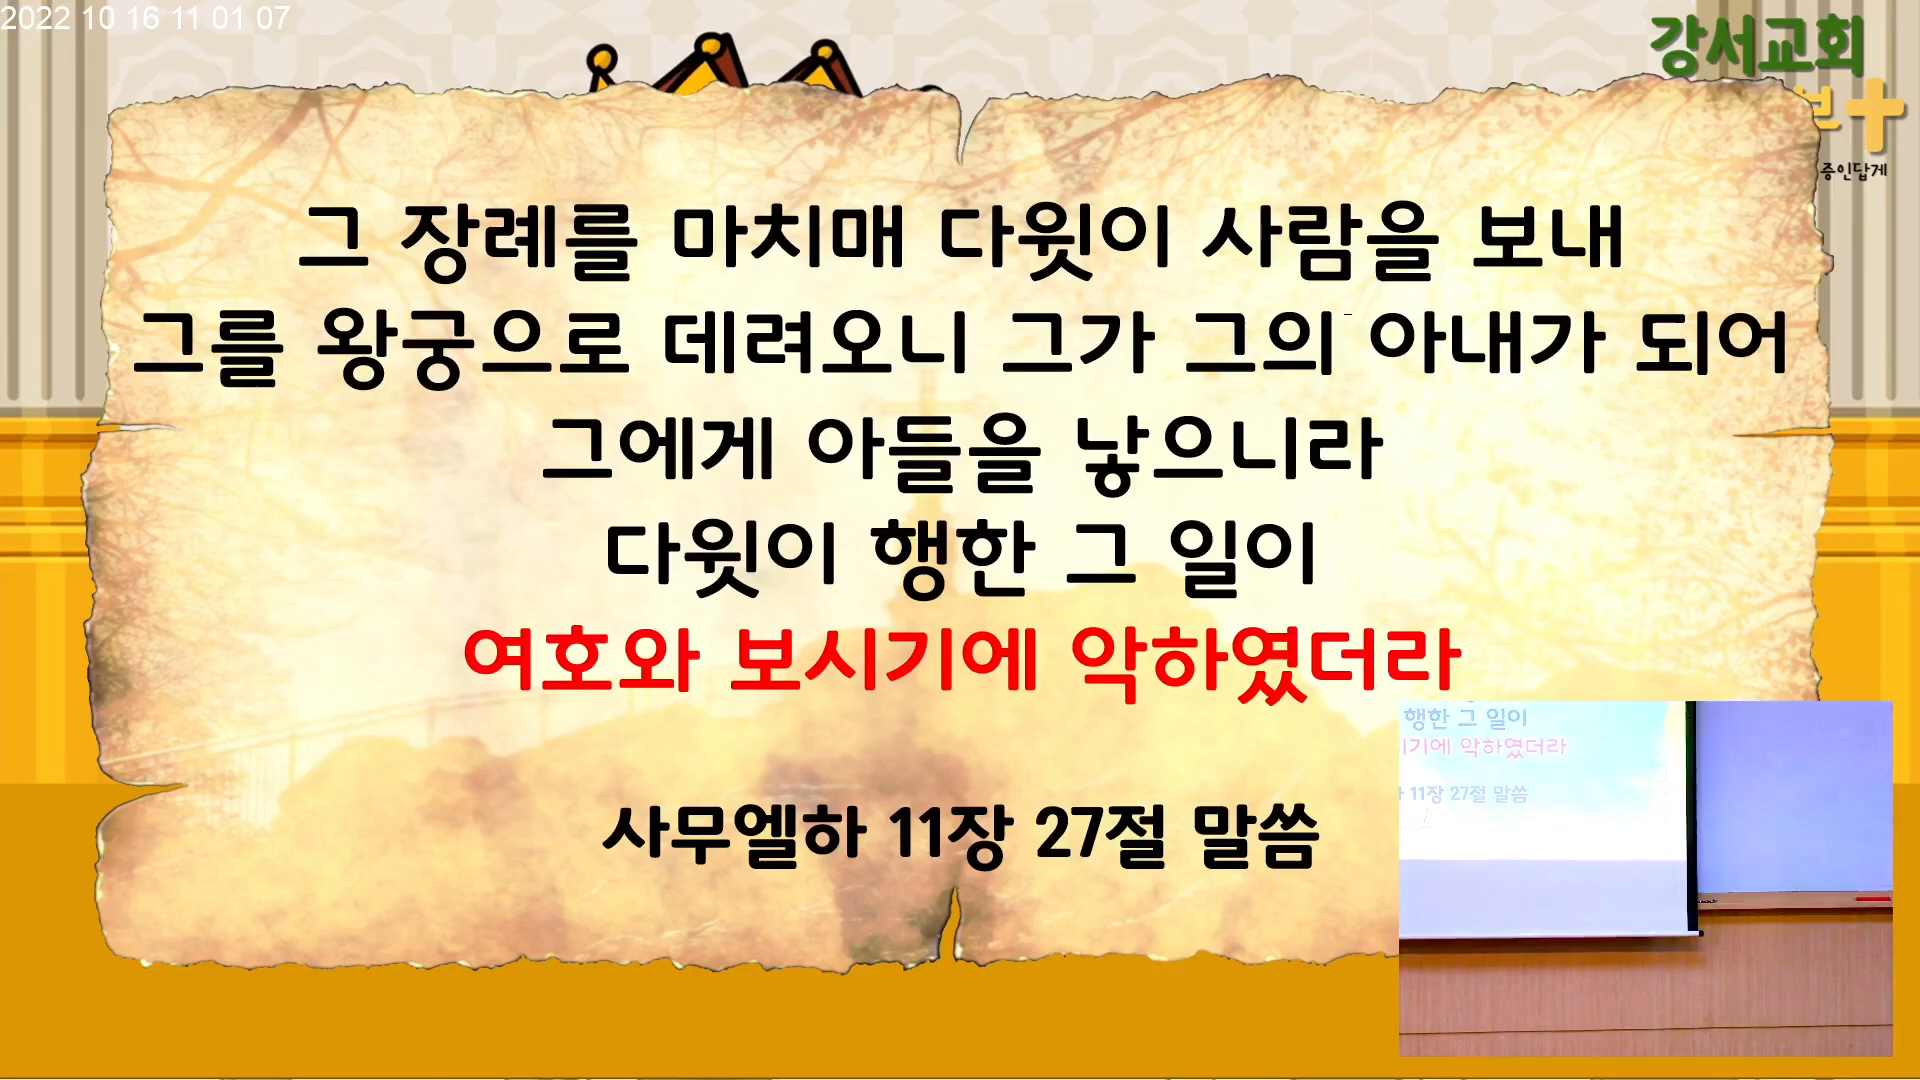 2022 10 16 11 01 07
강서교회
증인답게
그 장례를 마치매 다윗이 사람을 보내
그를 왕궁으로 데려오니 그가 그의 아내가 되어
그에게 아들을 낳으니라
다윗이 행한 그 일이
여호와 보시기에 악하였더라
사무엘하 11장 27절 말씀
행한 그 일이
기에 악하였더라
11장 27절 말씀